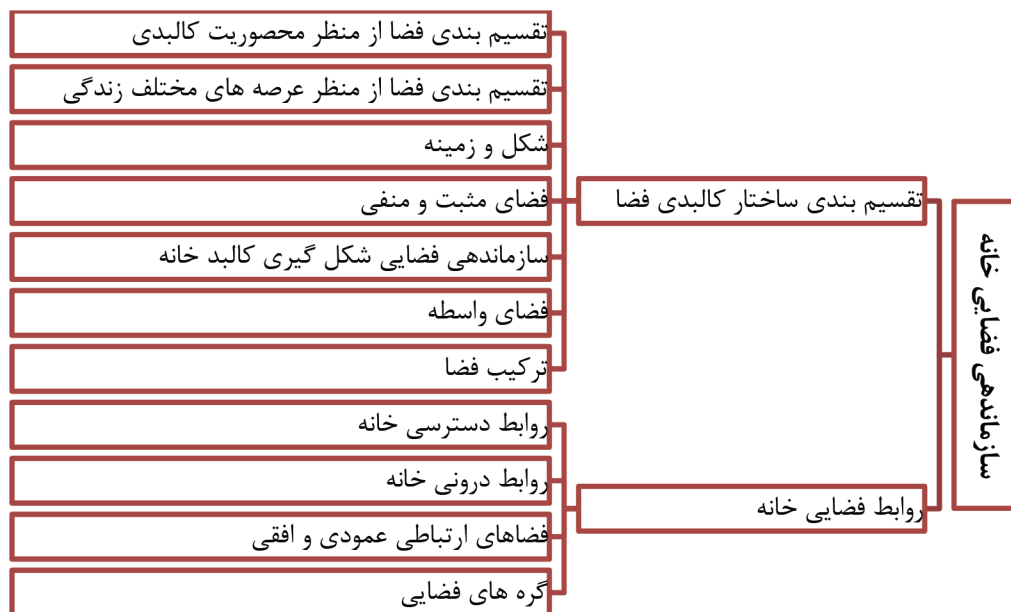 سازماندهی فضایی خانه
تقسیم بندی ساختار کالبدی فضا
تقسیم بندی فضا از منظر محصوریت کالبدی
تقسیم بندی فضا از منظر عرصه های مختلف زندگی
شکل و زمینه
فضای مثبت و منفی
سازماندهی فضایی شکل گیری کالبد خانه
فضای واسطه
ترکیب فضا
روابط فضایی خانه
روابط دسترسی خانه
روابط درونی خانه
فضاهای ارتباطی عمودی و افقی
گره های فضایی